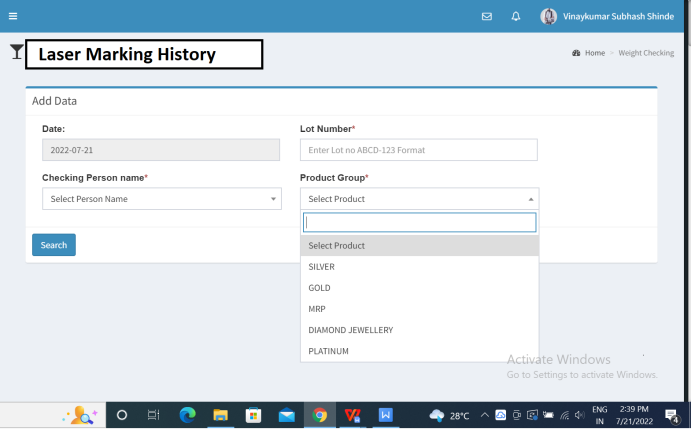 Vinaykumar Subhash Shinde
Laser Marking History
Home
Weight Checking
Add Data
Date:
Lot Number*
2022-07-21
Enter Lot no ABCD-123 Format
Checking Person name*
Product Group*
Select Person Name
Select Product
Search
Select Product
SILVER
GOLD
MRP
DIAMOND JEWELLERY
PLATINUM
Activate Windows
Go to Settings to activate Windows.
28°C
ENG
IN
2:39 PM
7/21/2022
4